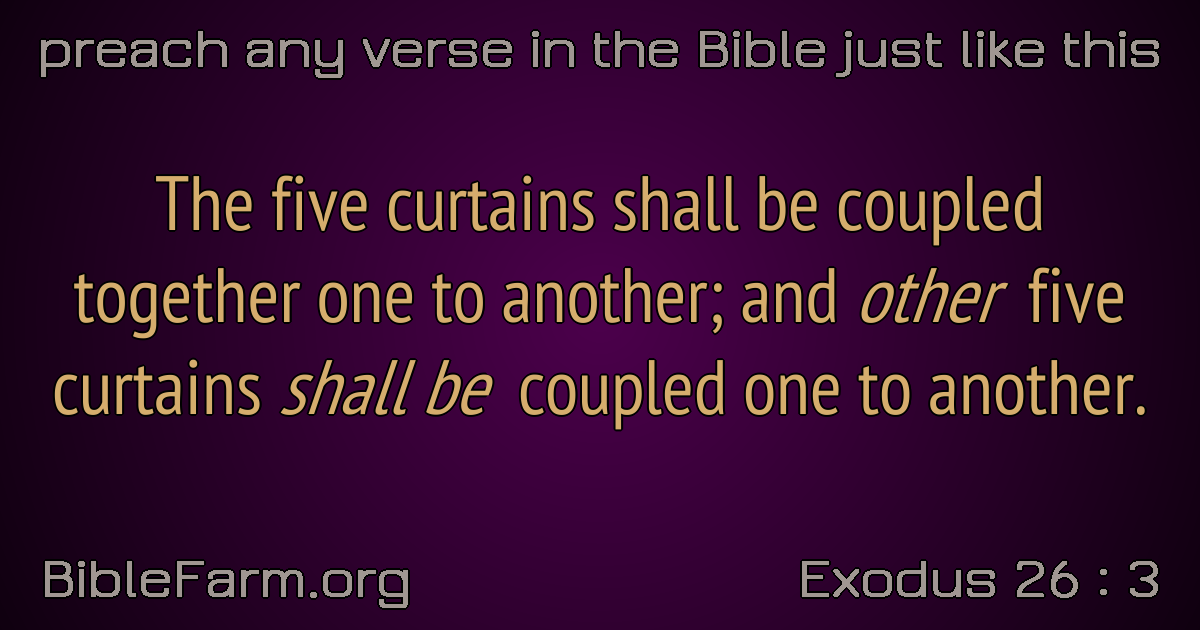 preach any verse in the Bible just like this
The five curtains shall be coupled
together one to another; and other five
curtains shall be coupled one to another.
BibleFarm.org
Exodus 26 : 3